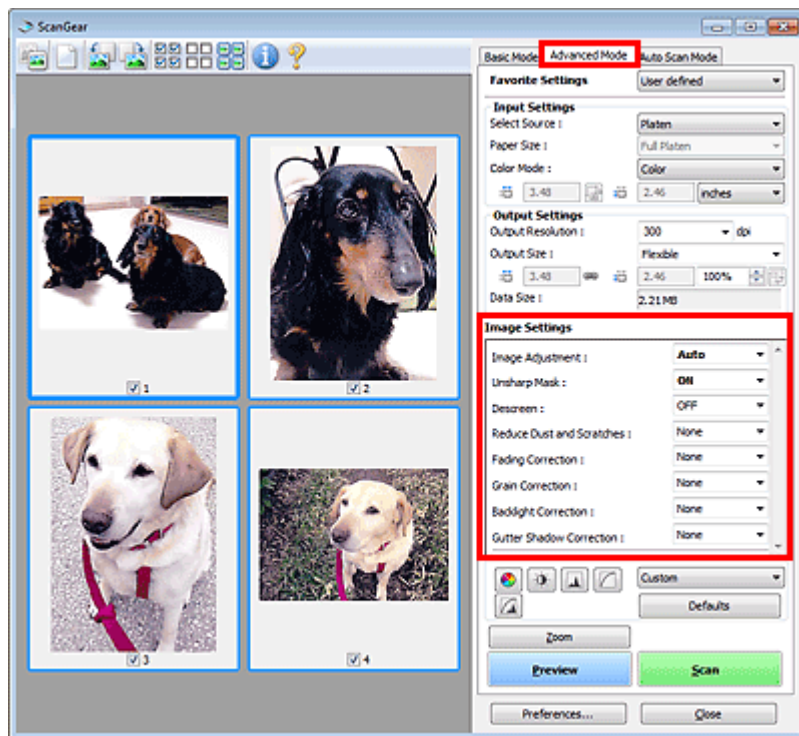 ScanGear
Basic Mode Advanced Mode Auto Scan Mode
Favorite Settings User defined
Input Settings
Select Source : Platen
Paper Size : Full Platen
Color Mode : Color
3.48 2.46 inches
Output Settings
Output Resolution : 300 dpi
Output Size : Flexible
3.48 2.46 100%
Data Size : 2.21 MB
Image Settings
Image Adjustment : Auto
Unsharp Mask : ON
Descreen : OFF
Reduce Dust and Scratches : None
Fading Correction : None
Grain Correction : None
Backlight Correction : None
Gutter Shadow Correction : None
Custom
Defaults
Zoom
Preview Scan
Preferences... Close
1 2
3 4